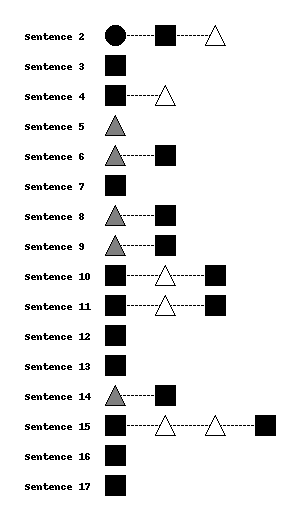 Sentence 2
Sentence 3
Sentence 4
Sentence 5
Sentence 6
Sentence 7
Sentence 8
Sentence 9
Sentence 10
Sentence 11
Sentence 12
Sentence 13
Sentence 14
Sentence 15
Sentence 16
Sentence 17